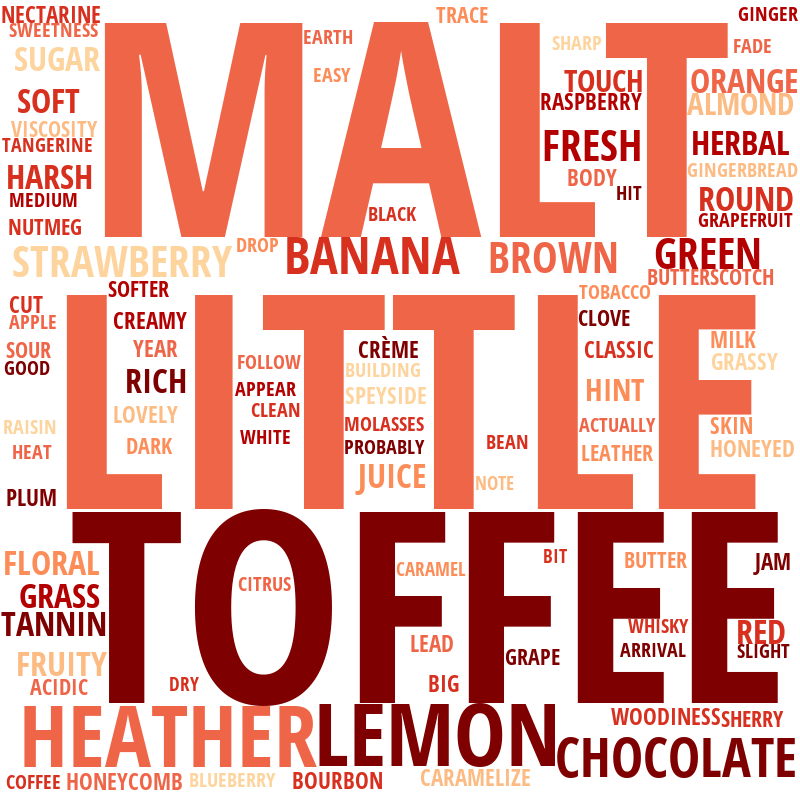 NECTARINE
SWEETNESS
SUGAR
SOFT
VISCOSITY
TANGERINE
HARSH
MEDIUM
NUTMEG
STRAWBERRY
MALT
EARTH
EASY
TRACE
SHARP
GINGER
FADE
TOUCH
ORANGE
RASPBERRY
ALMOND
FRESH
HERBAL
BODY
GINGERBREAD
HIT
ROUND
BLACK
GRAPEFRUIT
DROP
BANANA
BROWN
GREEN
BUTTERSCOTCH
LITTLE
SOFTER
TOBACCO
CUT
APPLE
CREAMY
CLOVE
SOUR
YEAR
CRÈME
CLASSIC
MILK
GOOD
FOLLOW
BUILDING
GRASSY
RICH
APPEAR
SPEYSIDE
HINT
LOVELY
CLEAN
RAISIN
MOLASSES
ACTUALLY
SKIN
WHITE
HEAT
DARK
PROBABLY
BEAN
LEATHER
HONEYED
JUICE
NOTE
PLUM
TOFFEE
FLORAL
CITRUS
CARAMEL
BIT
BUTTER
JAM
GRASS
TANNIN
WHISKY
RED
LEAD
GRAPE
ARRIVAL
SLIGHT
FRUITY
ACIDIC
DRY
BIG
HEATHER
LEMON
WOODINESS
SHERRY
CHOCOLATE
COFFEE
HONEYCOMB
BLUEBERRY
BOURBON
CARAMELIZE